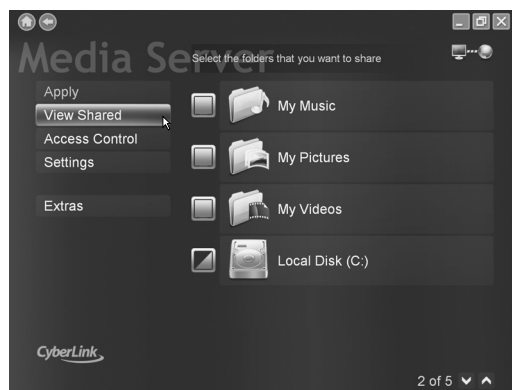 Media Server
Select the folders that you want to share
Apply
View Shared
Access Control
Settings
Extras
My Music
My Pictures
My Videos
Local Disk (C:)
CyberLink
2 of 5